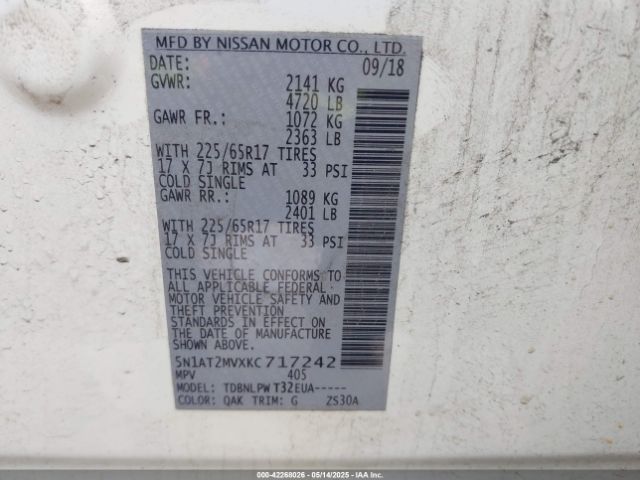 MFD BY NISSAN MOTOR CO., LTD.
DATE: 09/18
GVWR: 2141 KG
4720 LB
GAWR FR.: 1072 KG
2363 LB
WITH 225/65R17 TIRES
17 X 7J RIMS AT 33 PSI
COLD SINGLE
GAWR RR.: 1089 KG
2401 LB
WITH 225/65R17 TIRES
17 X 7J RIMS AT 33 PSI
COLD SINGLE
THIS VEHICLE CONFORMS TO
ALL APPLICABLE FEDERAL
MOTOR VEHICLE SAFETY AND
THEFT PREVENTION
STANDARDS IN EFFECT ON
THE DATE OF MANUFACTURE
SHOWN ABOVE.
5N1AT2MVXKC717242
MPV 405
MODEL: TDBNLPWT32EUA-----
COLOR: QAK TRIM: G ZS30A
000-42268026 - 05/14/2025 - IAA Inc.